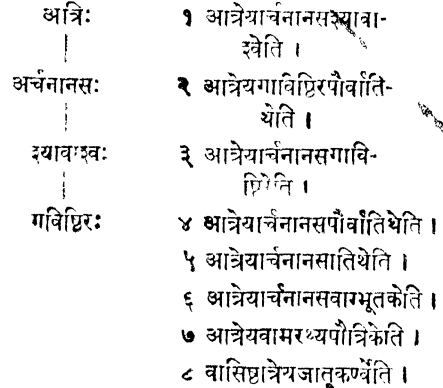 अत्रिः
अर्चनानसः
श्यावाश्वः
गविष्ठिरः
१ आत्रेयार्चनानसश्यावा-
श्वेति ।
२ आत्रेयगाविष्ठिरपौर्वाति-
थेति ।
३ आत्रेयार्चनानसगावि-
ष्ठिरेति ।
४ आत्रेयार्चनानसपौर्वातिथेति ।
५ आत्रेयार्चनानसातिथेति ।
६ आत्रेयार्चनानसवाग्भूतकेति ।
७ आत्रेयवामरथ्यपौत्रिकेति ।
८ वासिष्ठात्रेयजातूकर्ण्येति ।